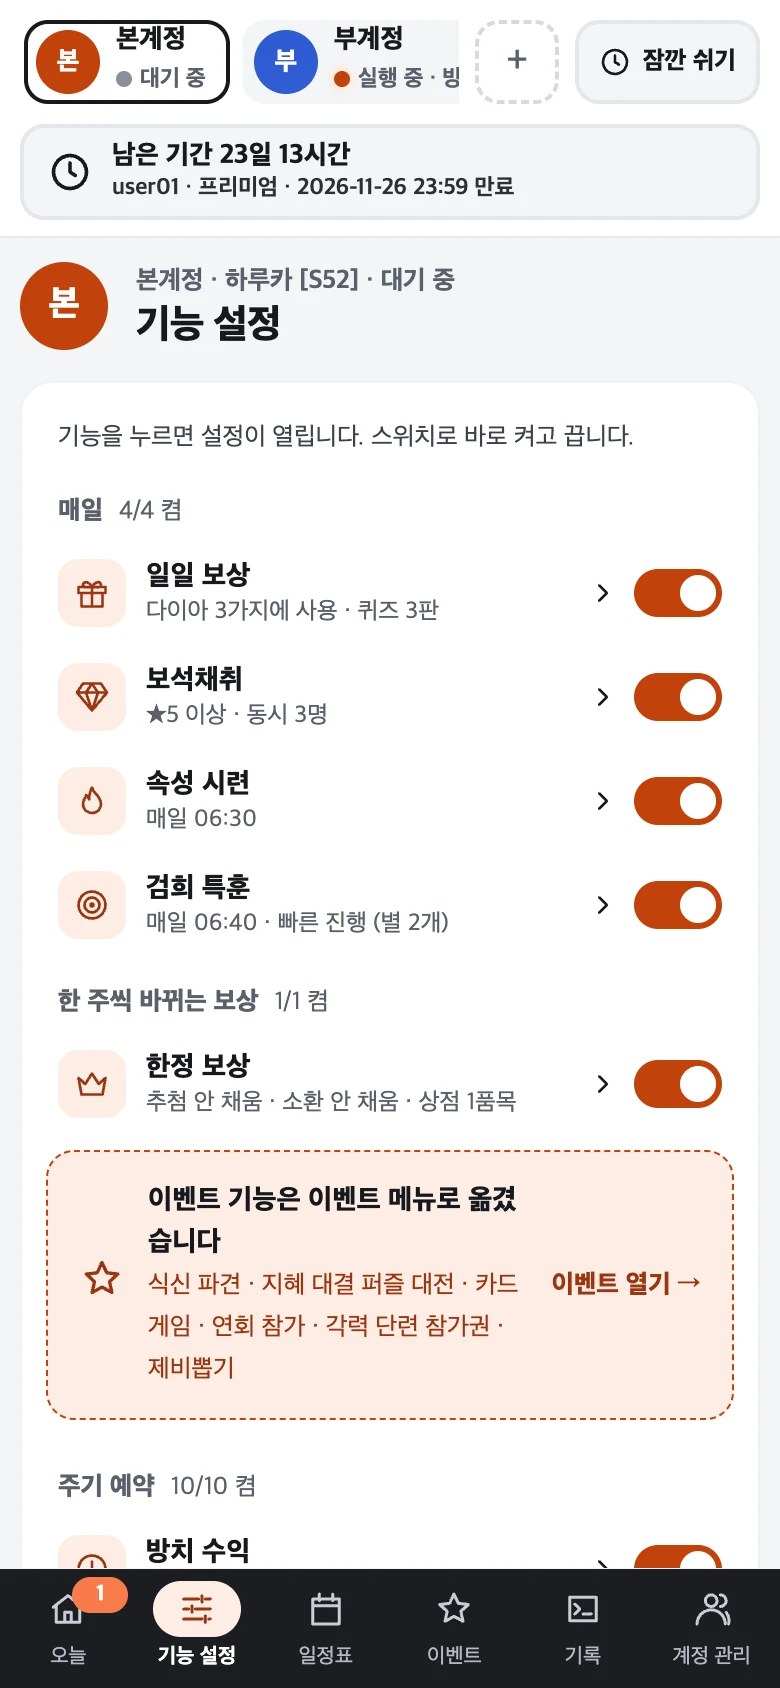 본
본계정
대기 중
부
부계정
실행 중 · 방
+
잠깐 쉬기
남은 기간 23일 13시간
user01 · 프리미엄 · 2026-11-26 23:59 만료
본
본계정 · 하루카 [S52] · 대기 중
기능 설정
기능을 누르면 설정이 열립니다. 스위치로 바로 켜고 끕니다.
매일 4/4 켬
일일 보상
다이아 3가지에 사용 · 퀴즈 3판
보석채취
★5 이상 · 동시 3명
속성 시련
매일 06:30
검희 특훈
매일 06:40 · 빠른 진행 (별 2개)
한 주씩 바뀌는 보상 1/1 켬
한정 보상
추첨 안 채움 · 소환 안 채움 · 상점 1품목
이벤트 기능은 이벤트 메뉴로 옮겼
습니다
식신 파견 · 지혜 대결 퍼즐 대전 · 카드
게임 · 연회 참가 · 각력 단련 참가권 ·
제비뽑기
이벤트 열기 →
주기 예약 10/10 켬
방치 수익
1
오늘
기능 설정
일정표
이벤트
기록
계정 관리